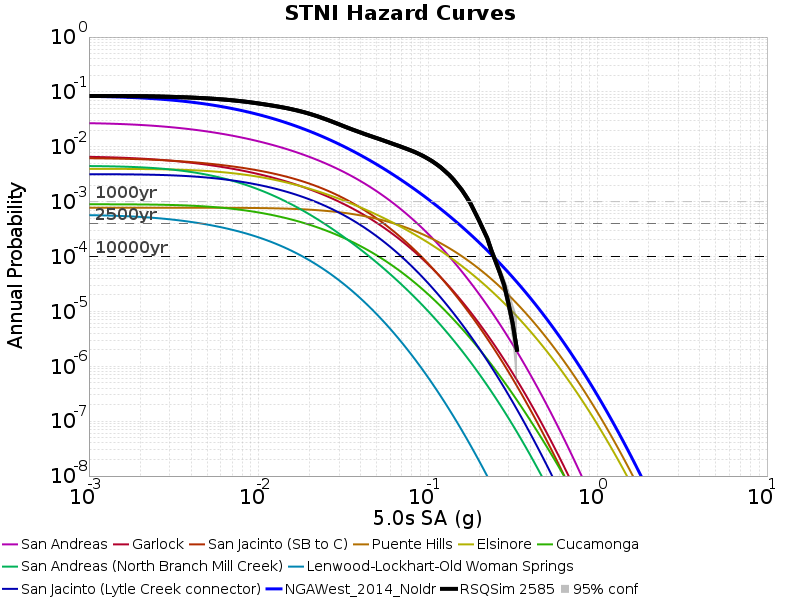 STNI Hazard Curves
Annual Probability
10^0
10^-1
10^-2
10^-3
10^-4
10^-5
10^-6
10^-7
10^-8
1000yr
2500yr
10000yr
10^-3 10^-2 10^-1 10^0 10^1
5.0s SA (g)
San Andreas Garlock San Jacinto (SB to C) Puente Hills Elsinore Cucamonga
San Andreas (North Branch Mill Creek) Lenwood-Lockhart-Old Woman Springs
San Jacinto (Lytle Creek connector) NGAWest_2014_NoIdr RSQSim 2585 95% conf